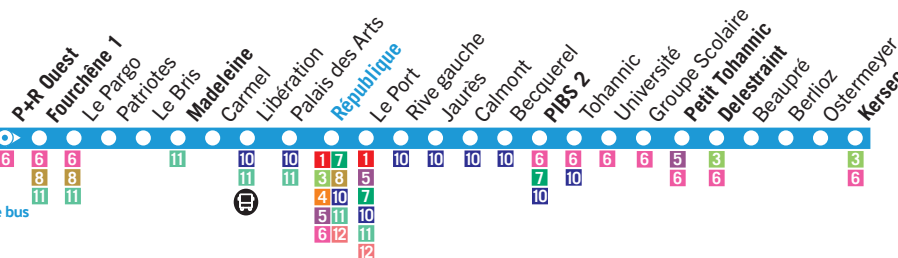 P+R Ouest
Fourchêne 1
Le Pargo
Patriotes
Le Bris
Madeleine
Carmel
Libération
Palais des Arts
République
Le Port
Rive gauche
Jaurès
Calmont
Becquerel
PIBS 2
Tohannic
Université
Groupe Scolaire
Petit Tohannic
Delestraint
Beaupré
Berlioz
Ostermeyer
6 6 6 11 10 10 1 7 1 10 10 10 10 6 6 6 6 5 3 3
8 8 11 11 3 8 5 7 10 6 6 6
11 11 4 10 7 10
5 11 10
6 12 11
12
bus